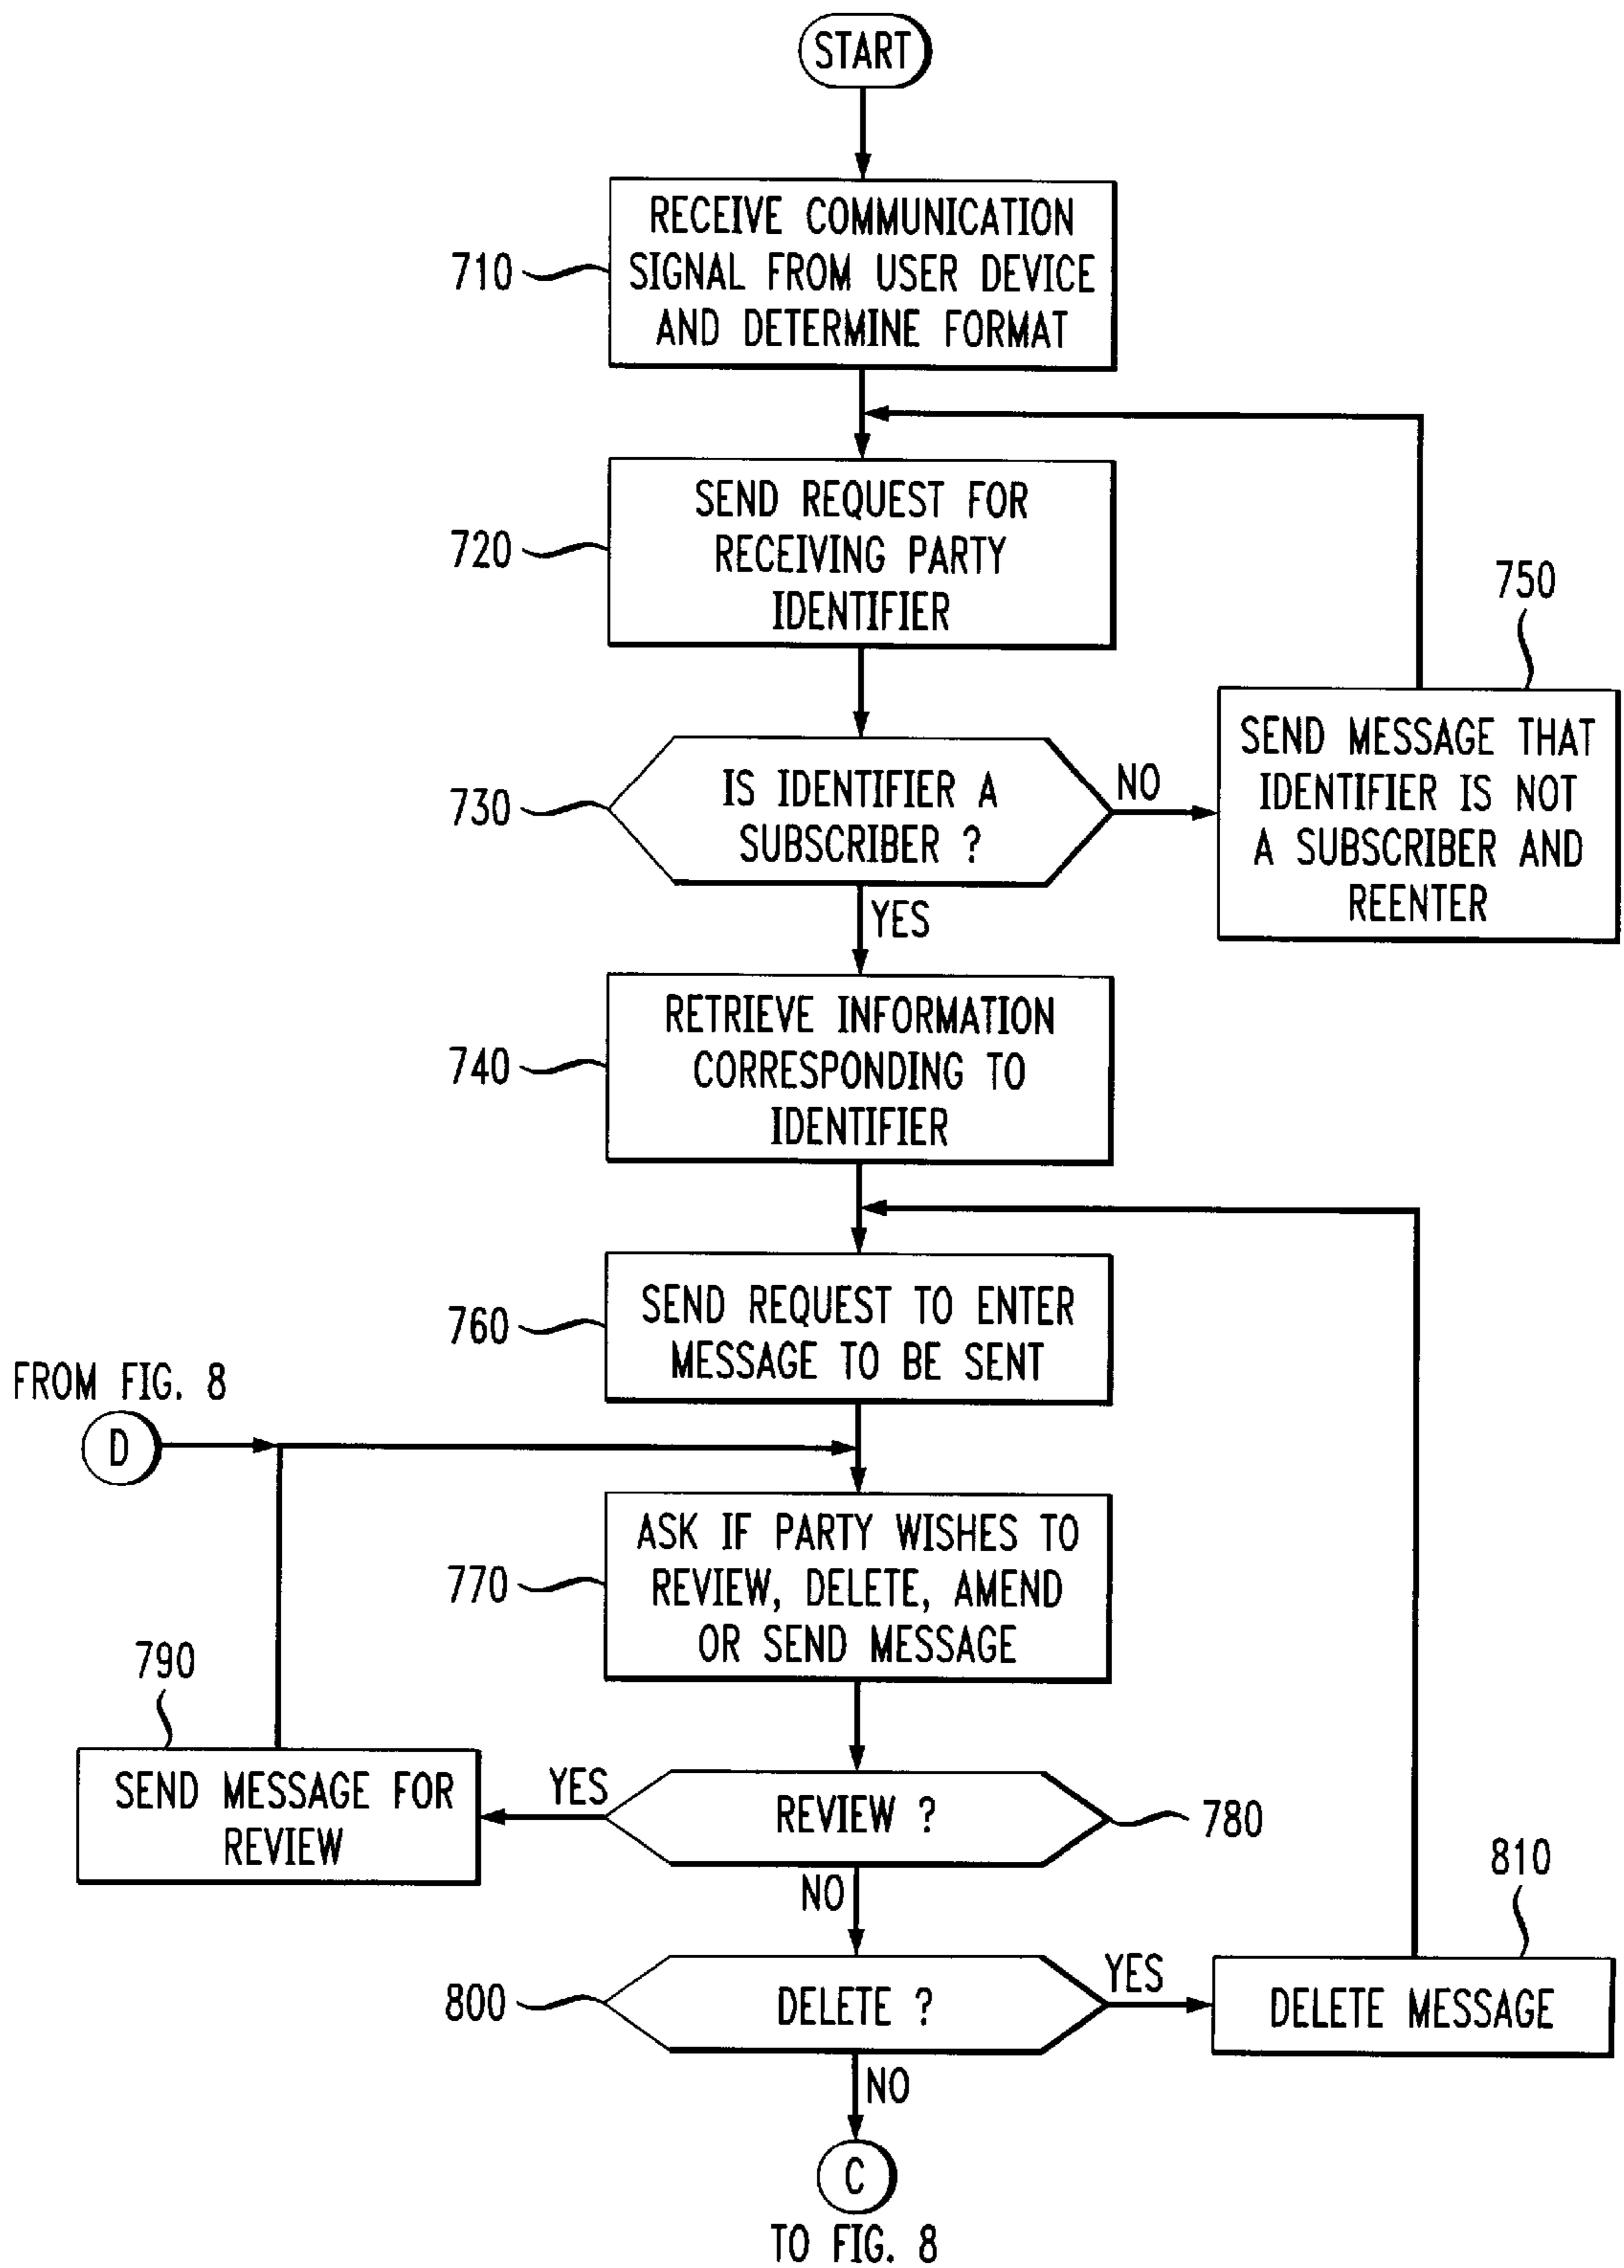 START
RECEIVE COMMUNICATION
SIGNAL FROM USER DEVICE
AND DETERMINE FORMAT
710
SEND REQUEST FOR
RECEIVING PARTY
IDENTIFIER
720
750
SEND MESSAGE THAT
IDENTIFIER IS NOT
A SUBSCRIBER AND
REENTER
IS IDENTIFIER A
SUBSCRIBER ?
730
NO
YES
RETRIEVE INFORMATION
CORRESPONDING TO
IDENTIFIER
740
SEND REQUEST TO ENTER
MESSAGE TO BE SENT
760
FROM FIG. 8
D
ASK IF PARTY WISHES TO
REVIEW, DELETE, AMEND
OR SEND MESSAGE
770
790
SEND MESSAGE FOR
REVIEW
YES
REVIEW ?
780
NO
810
800
DELETE ?
YES
DELETE MESSAGE
NO
C
TO FIG. 8